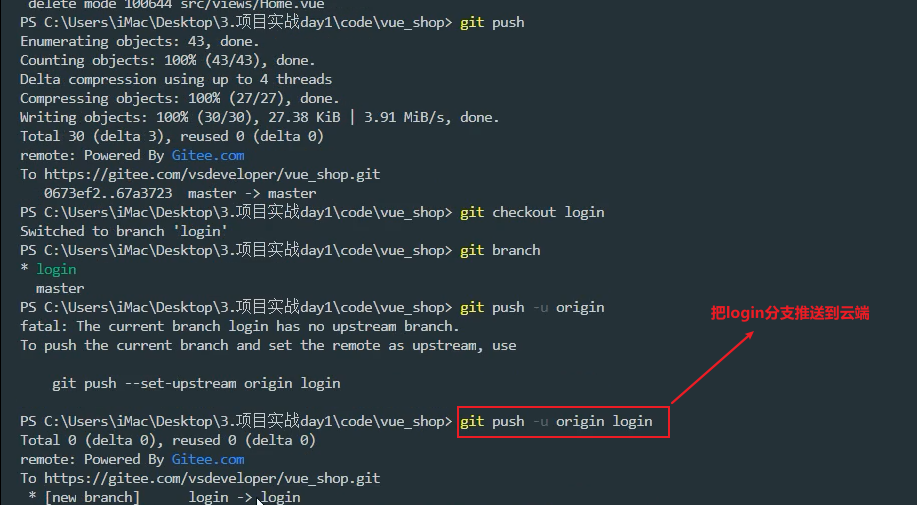 delete mode 100644 src/views/Home.vue
PS C:\Users\iMac\Desktop\3.项目实战day1\code\vue_shop> git push
Enumerating objects: 43, done.
Counting objects: 100% (43/43), done.
Delta compression using up to 4 threads
Compressing objects: 100% (27/27), done.
Writing objects: 100% (30/30), 27.38 KiB | 3.91 MiB/s, done.
Total 30 (delta 3), reused 0 (delta 0)
remote: Powered By Gitee.com
To https://gitee.com/vsdeveloper/vue_shop.git
   0673ef2..67a3723  master -> master
PS C:\Users\iMac\Desktop\3.项目实战day1\code\vue_shop> git checkout login
Switched to branch 'login'
PS C:\Users\iMac\Desktop\3.项目实战day1\code\vue_shop> git branch
* login
  master
PS C:\Users\iMac\Desktop\3.项目实战day1\code\vue_shop> git push -u origin
fatal: The current branch login has no upstream branch.
To push the current branch and set the remote as upstream, use
    git push --set-upstream origin login
把login分支推送到云端
PS C:\Users\iMac\Desktop\3.项目实战day1\code\vue_shop> git push -u origin login
Total 0 (delta 0), reused 0 (delta 0)
remote: Powered By Gitee.com
To https://gitee.com/vsdeveloper/vue_shop.git
 * [new branch]      login -> login